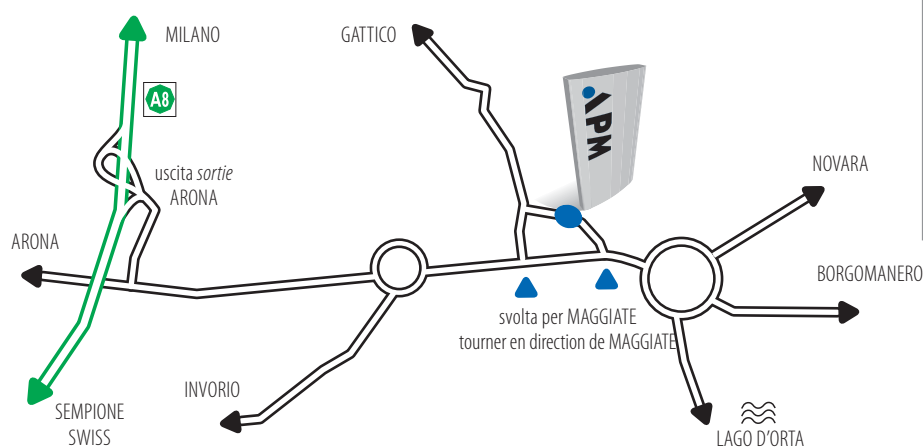 MILANO
GATTICO
A8
APM
uscita sortie
ARONA
NOVARA
ARONA
BORGOMANERO
svolta per MAGGIATE
tourner en direction de MAGGIATE
INVORIO
SEMPIONE
SWISS
LAGO D'ORTA